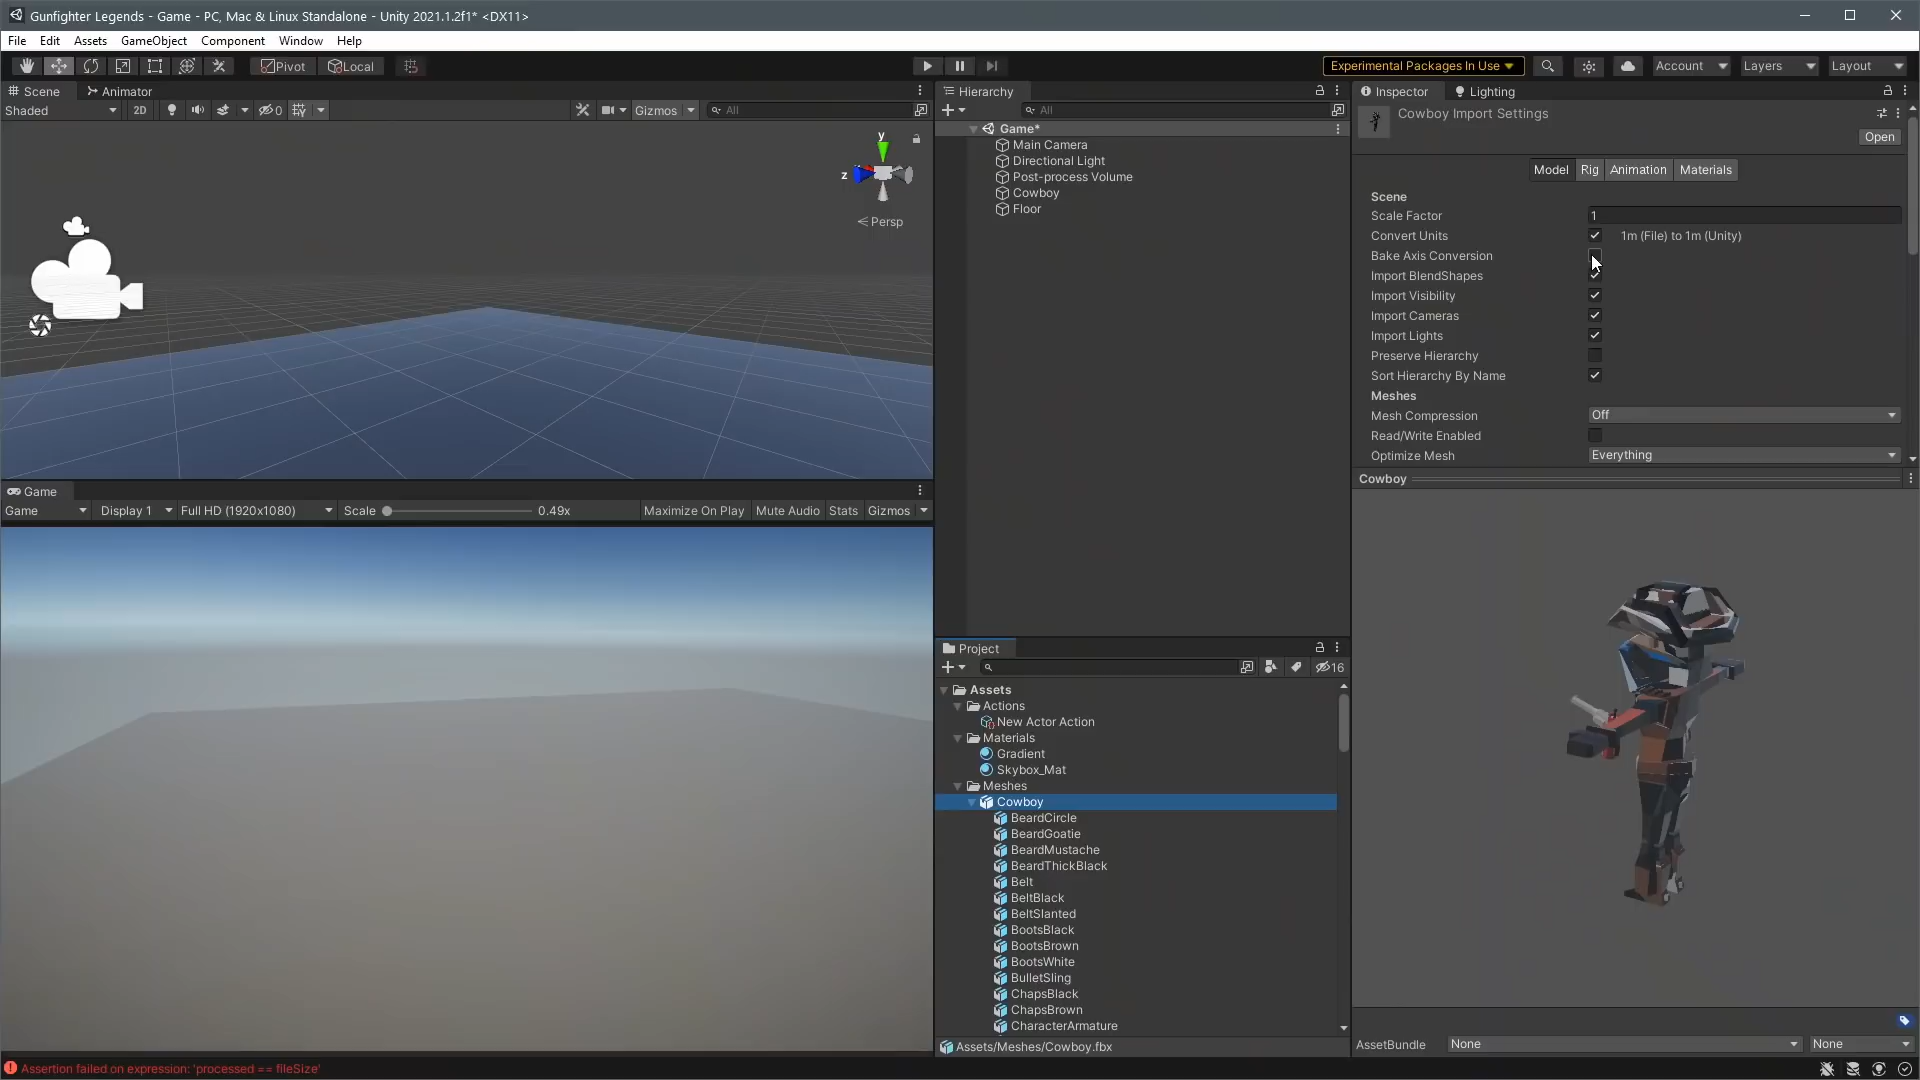 Gunfighter Legends - Game - PC, Mac & Linux Standalone - Unity 2021.1.2f1* <DX11>
File Edit Assets GameObject Component Window Help
Pivot Local Experimental Packages In Use Account Layers Layout
Scene Animator
Shaded 2D 0 Gizmos All
y
z
Persp
Game
Game Display 1 Full HD (1920x1080) Scale 0.49x Maximize On Play Mute Audio Stats Gizmos
Hierarchy
All
Game*
Main Camera
Directional Light
Post-process Volume
Cowboy
Floor
Project
16
Assets
Actions
New Actor Action
Materials
Gradient
Skybox_Mat
Meshes
Cowboy
BeardCircle
BeardGoatie
BeardMustache
BeardThickBlack
Belt
BeltBlack
BeltSlanted
BootsBlack
BootsBrown
BootsWhite
BulletSling
ChapsBlack
ChapsBrown
CharacterArmature
Assets/Meshes/Cowboy.fbx
Inspector Lighting
Cowboy Import Settings
Open
Model Rig Animation Materials
Scene
Scale Factor 1
Convert Units 1m (File) to 1m (Unity)
Bake Axis Conversion
Import BlendShapes
Import Visibility
Import Cameras
Import Lights
Preserve Hierarchy
Sort Hierarchy By Name
Meshes
Mesh Compression Off
Read/Write Enabled
Optimize Mesh Everything
Cowboy
AssetBundle None None
Assertion failed on expression: 'processed == fileSize'